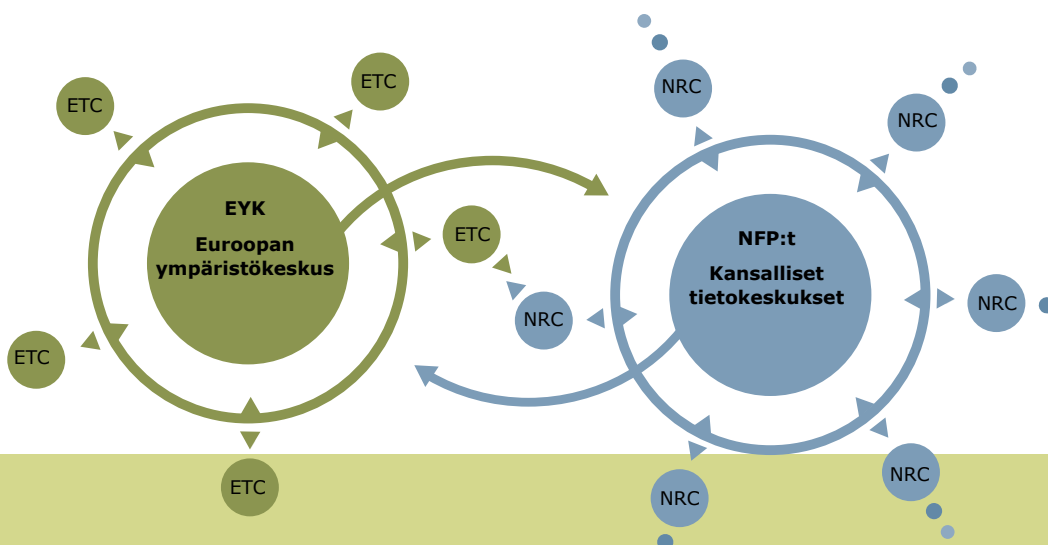 ETC
ETC
EYK
Euroopan
ympäristökeskus
ETC
ETC
ETC
NRC
NRC
NFP:t
Kansalliset
tietokeskukset
NRC
NRC
NRC
NRC